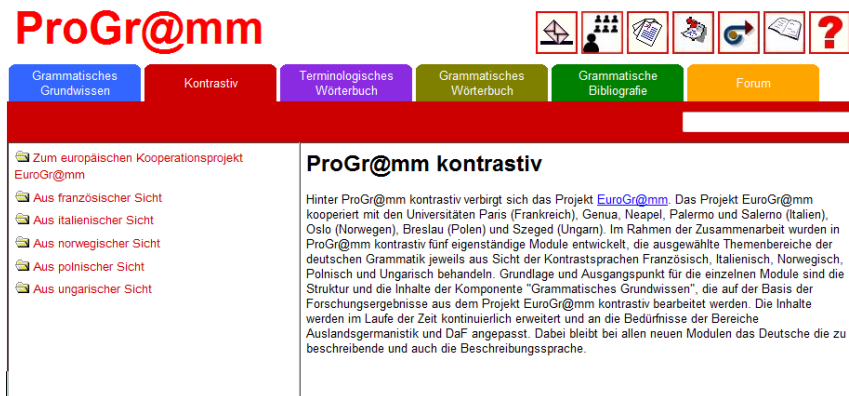 ProGr@mm
?
Grammatisches
Grundwissen
Kontrastiv
Terminologisches
Wörterbuch
Grammatisches
Wörterbuch
Grammatische
Bibliografie
Forum
Zum europäischen Kooperationsprojekt
EuroGr@mm
Aus französischer Sicht
Aus italienischer Sicht
Aus norwegischer Sicht
Aus polnischer Sicht
Aus ungarischer Sicht
ProGr@mm kontrastiv
Hinter ProGr@mm kontrastiv verbirgt sich das Projekt EuroGr@mm. Das Projekt EuroGr@mm
kooperiert mit den Universitäten Paris (Frankreich), Genua, Neapel, Palermo und Salerno (Italien),
Oslo (Norwegen), Breslau (Polen) und Szeged (Ungarn). Im Rahmen der Zusammenarbeit wurden in
ProGr@mm kontrastiv fünf eigenständige Module entwickelt, die ausgewählte Themenbereiche der
deutschen Grammatik jeweils aus Sicht der Kontrastsprachen Französisch, Italienisch, Norwegisch,
Polnisch und Ungarisch behandeln. Grundlage und Ausgangspunkt für die einzelnen Module sind die
Struktur und die Inhalte der Komponente "Grammatisches Grundwissen", die auf der Basis der
Forschungsergebnisse aus dem Projekt EuroGr@mm kontrastiv bearbeitet werden. Die Inhalte
werden im Laufe der Zeit kontinuierlich erweitert und an die Bedürfnisse der Bereiche
Auslandsgermanistik und DaF angepasst. Dabei bleibt bei allen neuen Modulen das Deutsche die zu
beschreibende und auch die Beschreibungssprache.